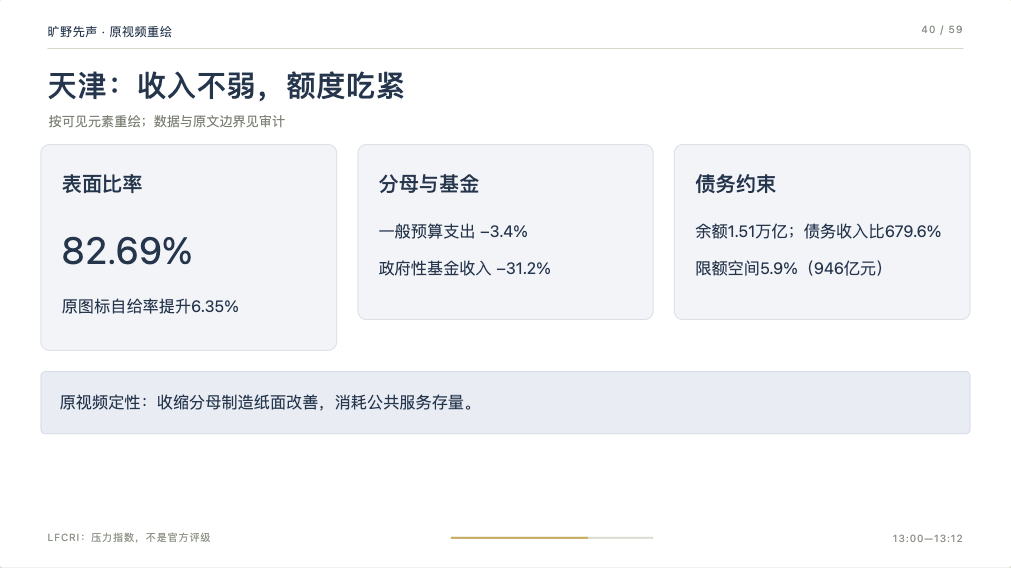 旷野先声 · 原视频重绘
40 / 59
天津：收入不弱，额度吃紧
按可见元素重绘；数据与原文边界见审计
表面比率
82.69%
原图标自给率提升6.35%
分母与基金
一般预算支出 −3.4%
政府性基金收入 −31.2%
债务约束
余额1.51万亿；债务收入比679.6%
限额空间5.9%（946亿元）
原视频定性：收缩分母制造纸面改善，消耗公共服务存量。
LFCRI：压力指数，不是官方评级
13:00—13:12